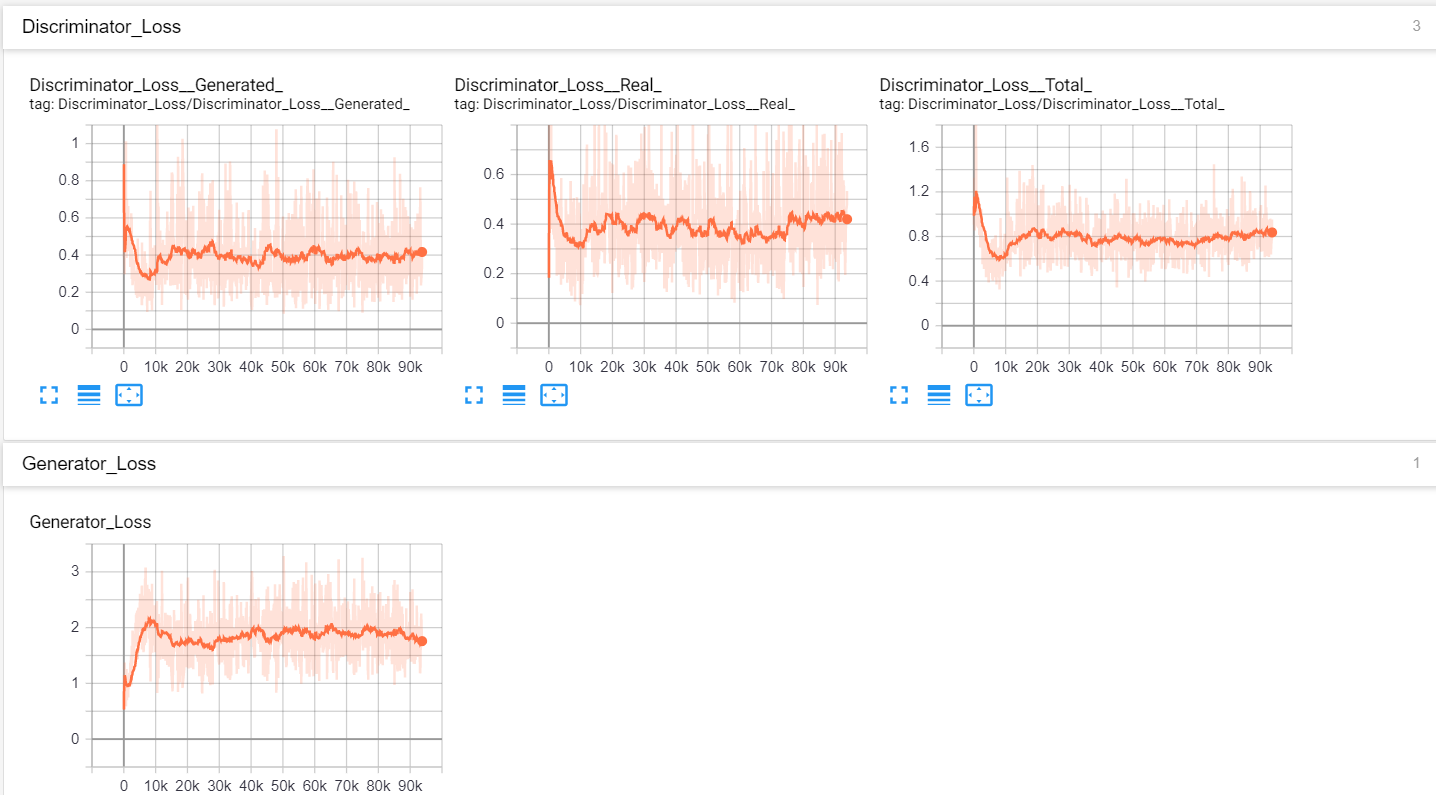 Discriminator_Loss
3
Discriminator_Loss__Generated_
tag: Discriminator_Loss/Discriminator_Loss__Generated_
1
0.8
0.6
0.4
0.2
0
0 10k 20k 30k 40k 50k 60k 70k 80k 90k
Discriminator_Loss__Real_
tag: Discriminator_Loss/Discriminator_Loss__Real_
0.6
0.4
0.2
0
0 10k 20k 30k 40k 50k 60k 70k 80k 90k
Discriminator_Loss__Total_
tag: Discriminator_Loss/Discriminator_Loss__Total_
1.6
1.2
0.8
0.4
0
0 10k 20k 30k 40k 50k 60k 70k 80k 90k
Generator_Loss
1
Generator_Loss
3
2
1
0
0 10k 20k 30k 40k 50k 60k 70k 80k 90k